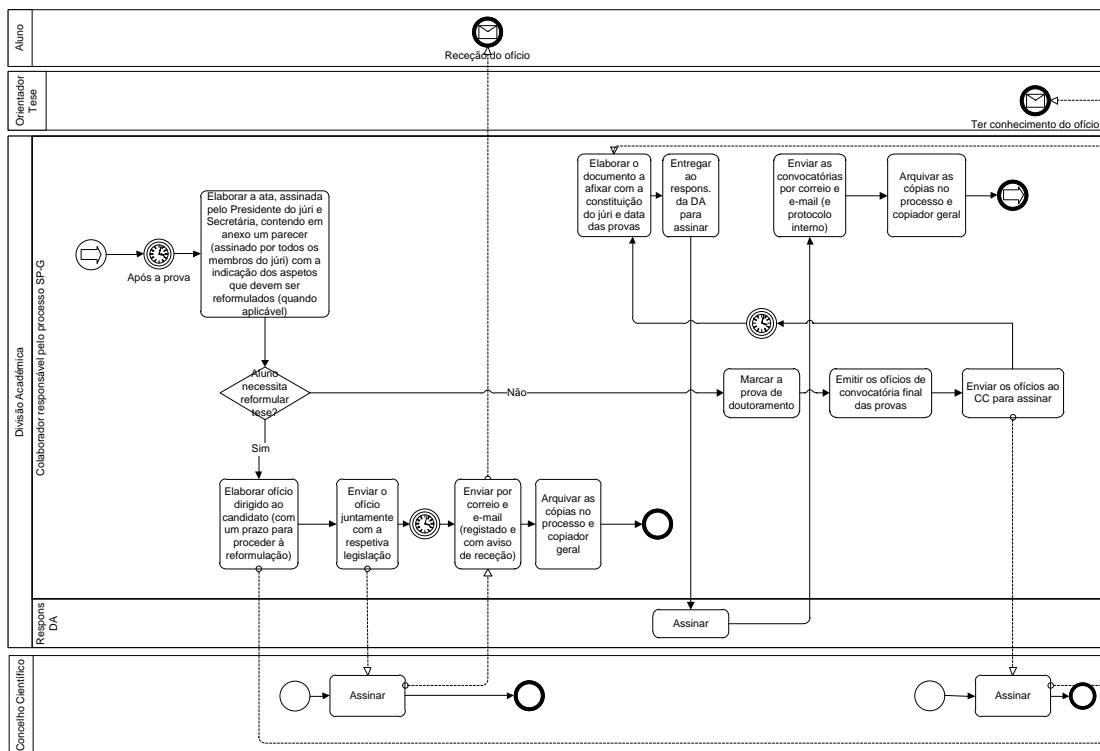 Aluno
Receção do ofício
Orientador
Tese
Ter conhecimento do ofício
Divisão Académica
Colaborador responsável pelo processo SP-G
Após a prova
Elaborar a ata, assinada
pelo Presidente do júri e
Secretária, contendo em
anexo um parecer
(assinado por todos os
membros do júri) com a
indicação dos aspetos
que devem ser
reformulados (quando
aplicável)
Elaborar o
documento a
afixar com a
constituição
do júri e data
das provas
Entregar
ao
respons.
da DA
para
assinar
Enviar as
convocatórias
por correio e
e-mail (e
protocolo
interno)
Arquivar as
cópias no
processo e
copiador geral
Aluno
necessita
reformular
tese?
Não
Marcar a
prova de
doutoramento
Emitir os ofícios de
convocatória final
das provas
Enviar os ofícios ao
CC para assinar
Sim
Elaborar ofício
dirigido ao
candidato (com
um prazo para
proceder à
reformulação)
Enviar o
ofício
juntamente
com a
respetiva
legislação
Enviar por
correio e
e-mail
(registado e
com aviso
de receção)
Arquivar as
cópias no
processo e
copiador
geral
Respons
DA
Assinar
Concelho Científico
Assinar
Assinar